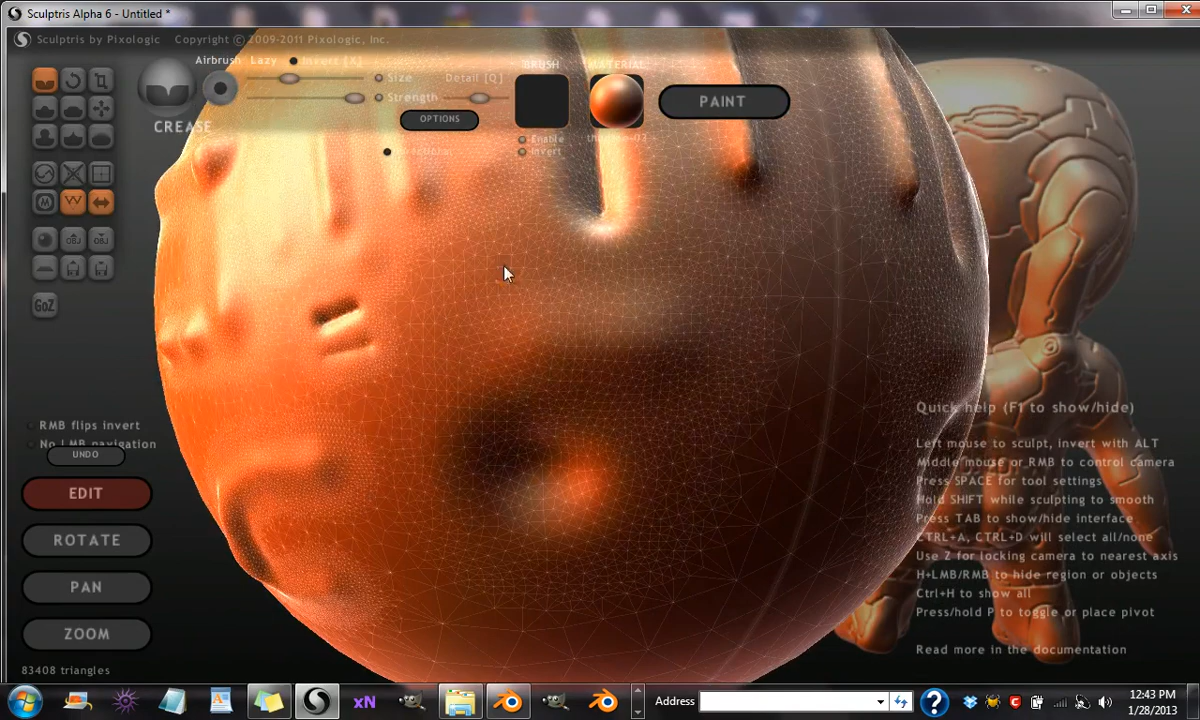 Sculptris Alpha 6 - Untitled *
Sculptris by Pixologic Copyright © 2009-2011 Pixologic, Inc.
Airbrush Lazy Invert [X]
BRUSH
MATERIAL
Size
Detail [Q]
Strength
OPTIONS
PAINT
CREASE
Enable
Invert
GoZ
OBJ
OBJ
RMB flips invert
No LMB navigation
UNDO
EDIT
ROTATE
PAN
ZOOM
83408 triangles
Quick help (F1 to show/hide)
Left mouse to sculpt, invert with ALT
Middle mouse or RMB to control camera
Press SPACE for tool settings
Hold SHIFT while sculpting to smooth
Press TAB to show/hide interface
CTRL+A, CTRL+D will select all/none
Use Z for locking camera to nearest axis
H+LMB/RMB to hide region or objects
Ctrl+H to show all
Press/hold P to toggle or place pivot
Read more in the documentation
xN
Address
12:43 PM
1/28/2013